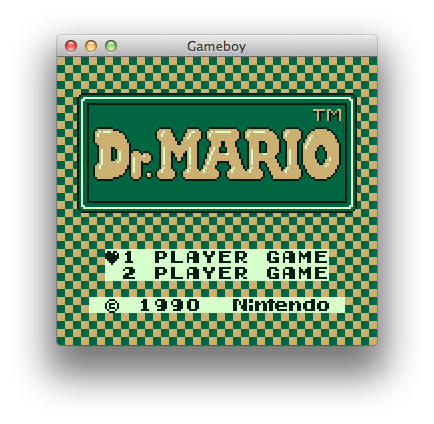 Gameboy
TM
Dr. MARIO
♥1 PLAYER GAME
2 PLAYER GAME
© 1990 Nintendo